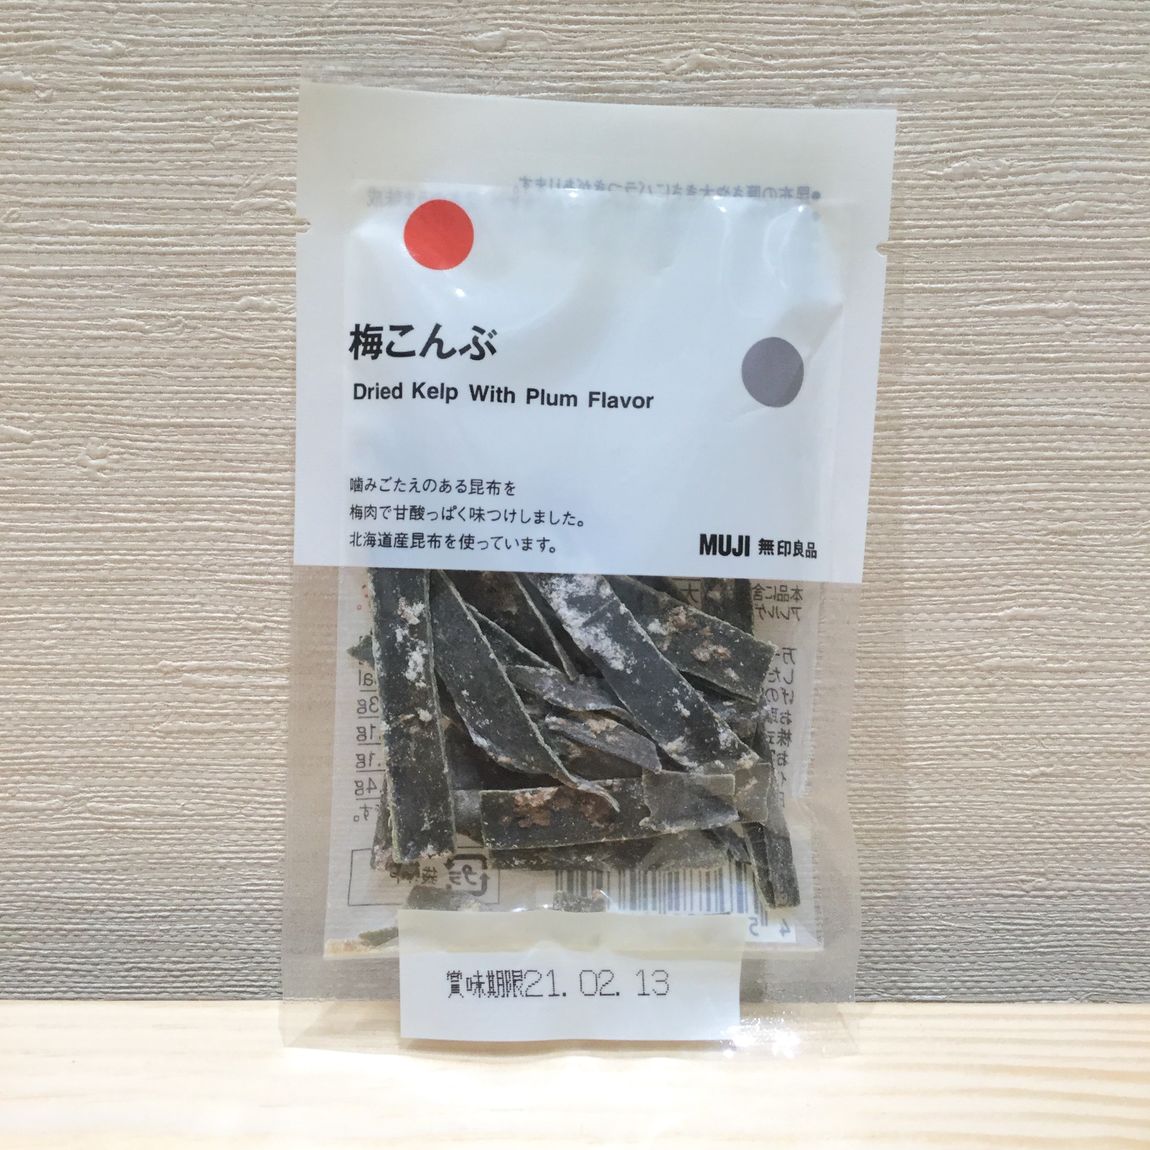 梅こんぶ
Dried Kelp With Plum Flavor
噛みごたえのある昆布を
梅肉で甘酸っぱく味つけしました。
北海道産昆布を使っています。
MUJI 無印良品
賞味期限21. 02. 13